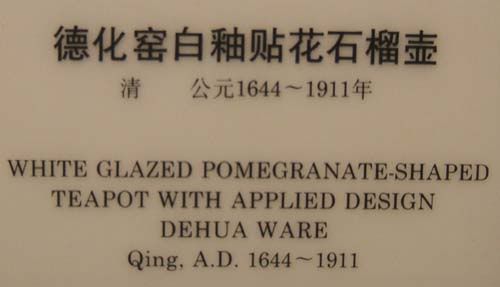 德化窑白釉贴花石榴壶
清 公元1644～1911年
WHITE GLAZED POMEGRANATE-SHAPED
TEAPOT WITH APPLIED DESIGN
DEHUA WARE
Qing, A.D. 1644～1911